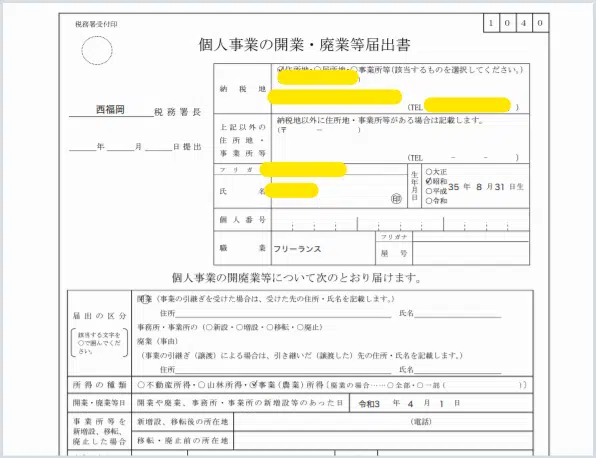 税務署受付印
1 0 4 0
個人事業の開業・廃業等届出書
納税地
住所地・○居所地・○事業所等(該当するものを選択してください。)
)
(TEL )
西福岡 税務署長
年 月 日提出
上記以外の住所地・事業所等
納税地以外に住所地・事業所等がある場合は記載します。
(〒 － )
(TEL － － )
フリガ
氏名
㊞
生年月日
○大正
昭和
○平成
○令和
35 年 8 月 31 日生
個人番号
職業
フリーランス
フリガナ
屋号
個人事業の開廃業等について次のとおり届けます。
届出の区分
該当する文字を○で囲んでください。
開業(事業の引継ぎを受けた場合は、受けた先の住所・氏名を記載します。)
住所 氏名
事務所・事業所の(○新設・○増設・○移転・○廃止)
廃業(事由)
(事業の引継ぎ(譲渡)による場合は、引き継いだ(譲渡した)先の住所・氏名を記載します。)
住所 氏名
所得の種類
○不動産所得・○山林所得・事業(農業)所得〔廃業の場合……○全部・○一部( )〕
開業・廃業等日
開業や廃業、事務所・事業所の新増設等のあった日
令和3 年 4 月 1 日
事業所等を新増設、移転、廃止した場合
新増設、移転後の所在地
(電話)
移転・廃止前の所在地